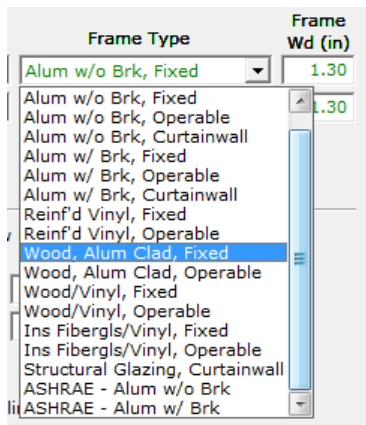 Frame Type
Frame
Wd (in)
Alum w/o Brk, Fixed
1.30
Alum w/o Brk, Fixed
1.30
Alum w/o Brk, Operable
Alum w/o Brk, Curtainwall
Alum w/ Brk, Fixed
Alum w/ Brk, Operable
Alum w/ Brk, Curtainwall
Reinf'd Vinyl, Fixed
Reinf'd Vinyl, Operable
Wood, Alum Clad, Fixed
Wood, Alum Clad, Operable
Wood/Vinyl, Fixed
Wood/Vinyl, Operable
Ins Fibergls/Vinyl, Fixed
Ins Fibergls/Vinyl, Operable
Structural Glazing, Curtainwall
ASHRAE - Alum w/o Brk
ASHRAE - Alum w/ Brk